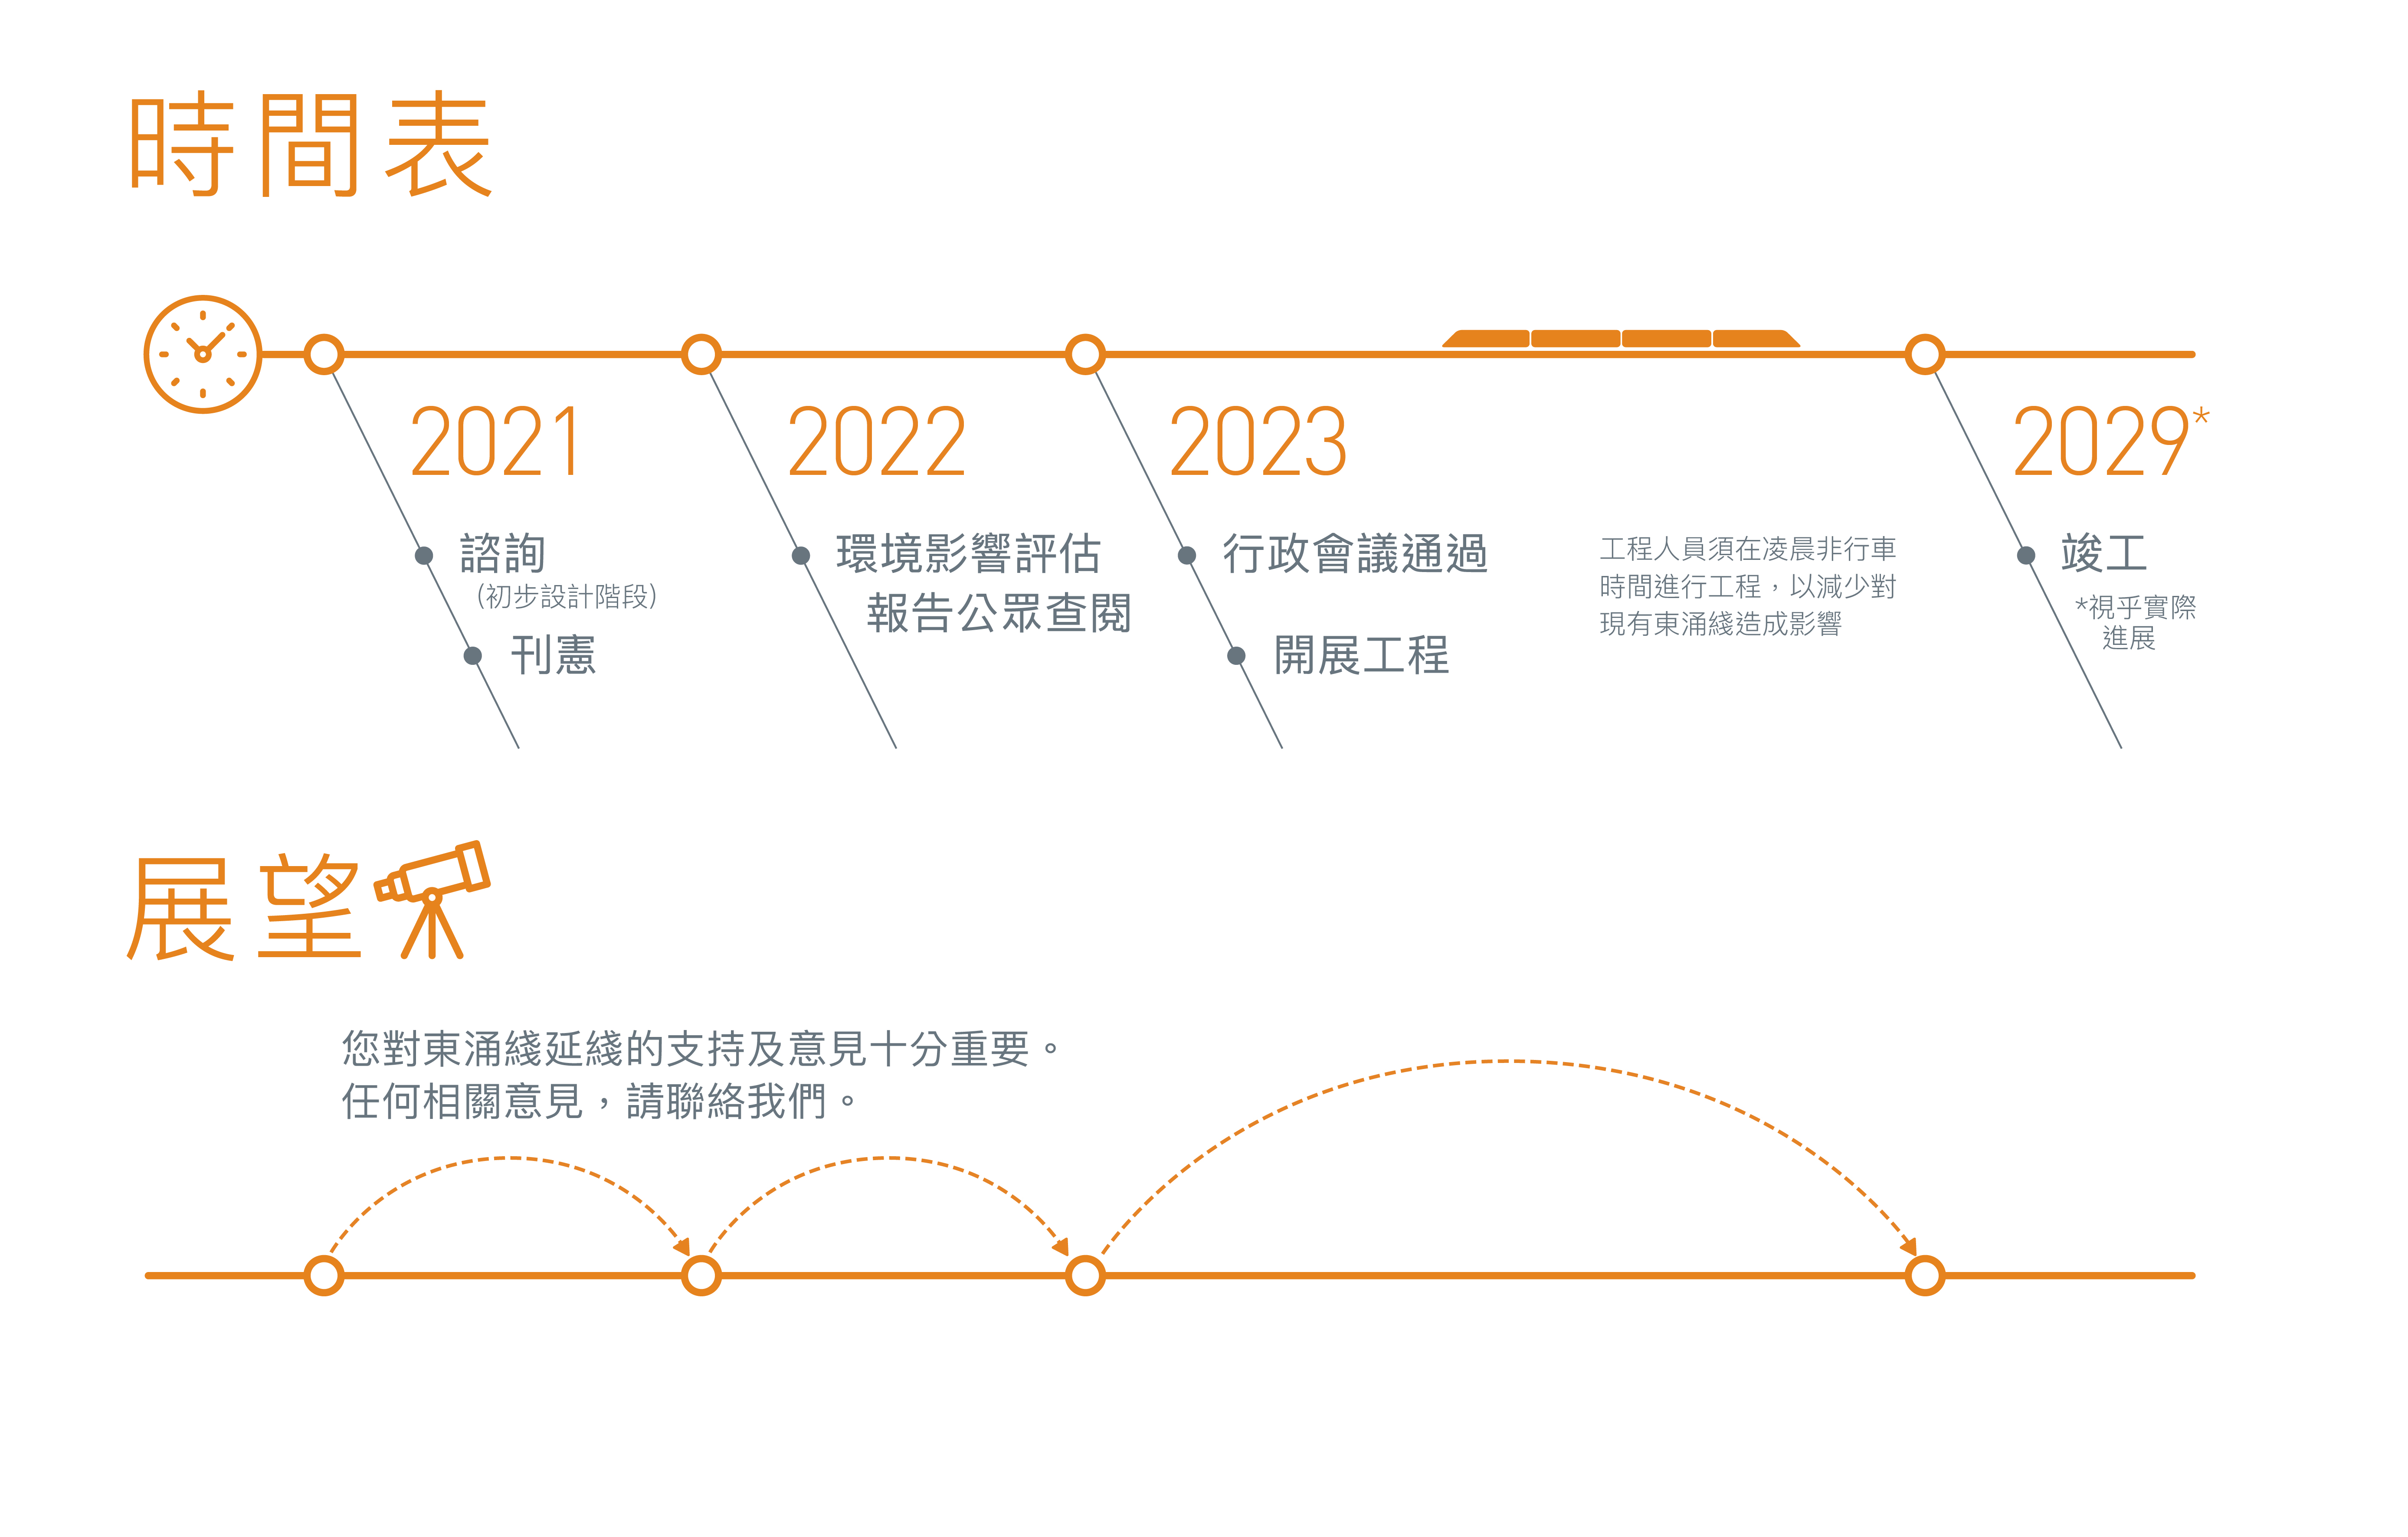 時間表
2021
諮詢
（初步設計階段）
刊憲
2022
環境影響評估
報告公眾查閱
2023
行政會議通過
開展工程
工程人員須在凌晨非行車
時間進行工程，以減少對
現有東涌綫造成影響
2029*
竣工
*視乎實際
進展
展望
您對東涌綫延綫的支持及意見十分重要。
任何相關意見，請聯絡我們。